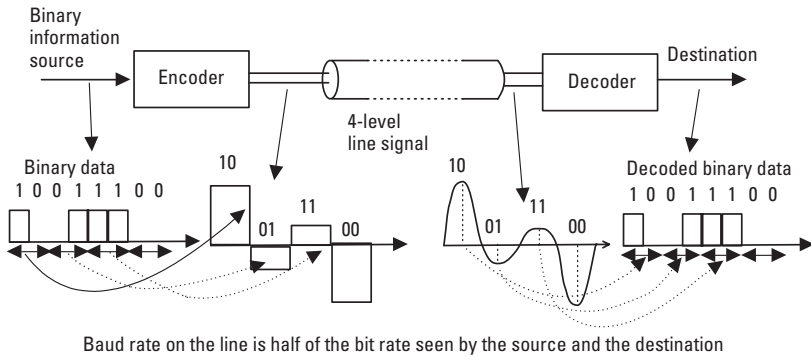 Binary
information
source
Encoder
4-level
line signal
Decoder
Destination
Binary data
1 0 0 1 1 1 0 0
10
01
11
00
10
01
11
00
Decoded binary data
1 0 0 1 1 1 0 0
Baud rate on the line is half of the bit rate seen by the source and the destination